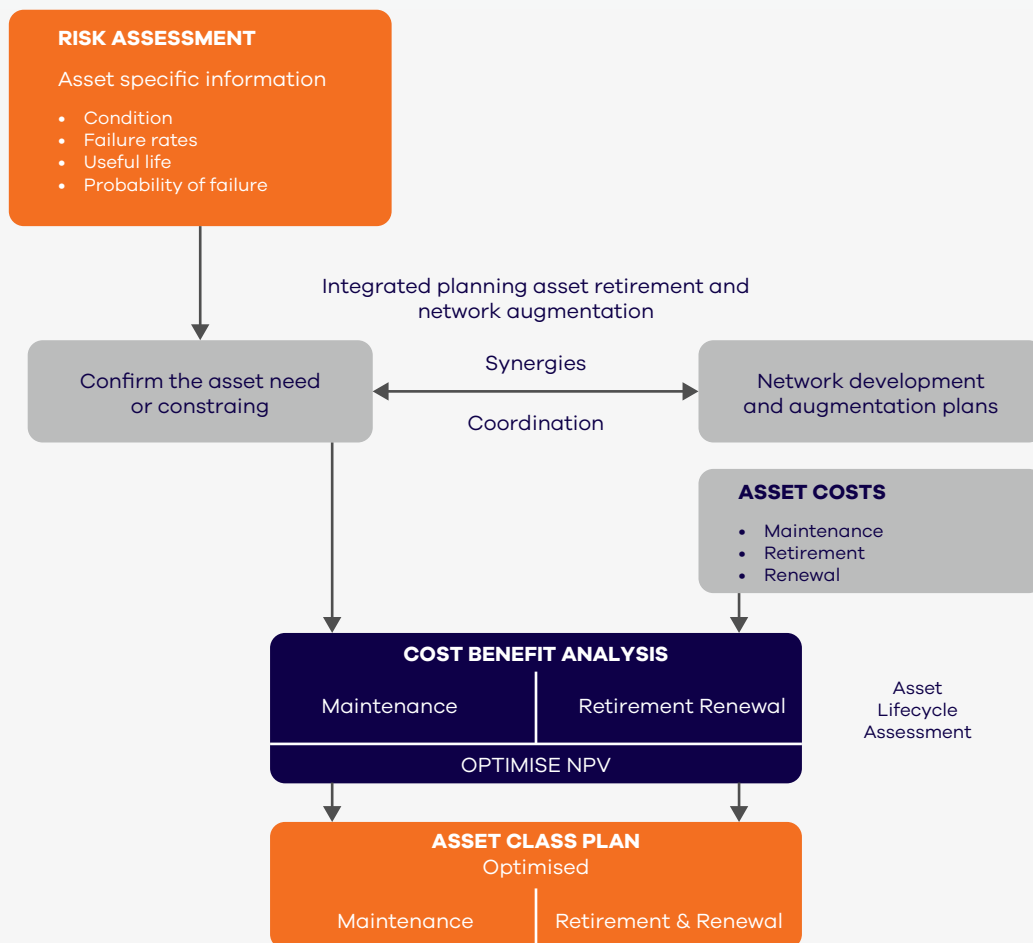 RISK ASSESSMENT
Asset specific information
• Condition
• Failure rates
• Useful life
• Probability of failure
Integrated planning asset retirement and
network augmentation
Confirm the asset need
or constraing
Synergies
Coordination
Network development
and augmentation plans
ASSET COSTS
• Maintenance
• Retirement
• Renewal
COST BENEFIT ANALYSIS
Maintenance
Retirement Renewal
OPTIMISE NPV
Asset
Lifecycle
Assessment
ASSET CLASS PLAN
Optimised
Maintenance
Retirement & Renewal